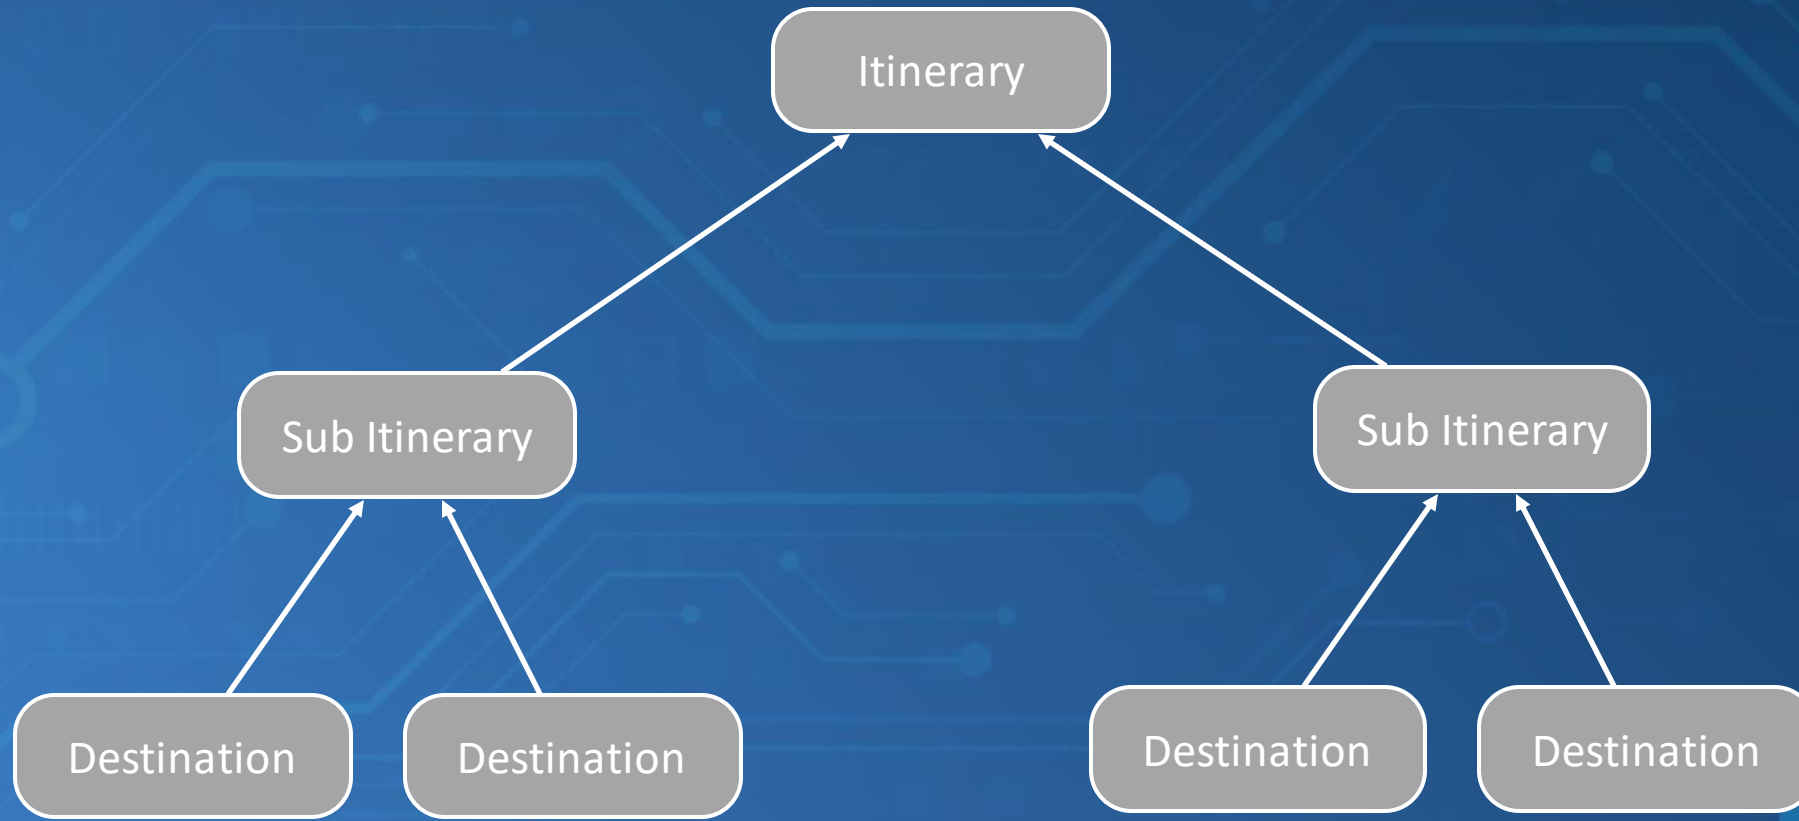 Itinerary
Sub Itinerary
Sub Itinerary
Destination
Destination
Destination
Destination